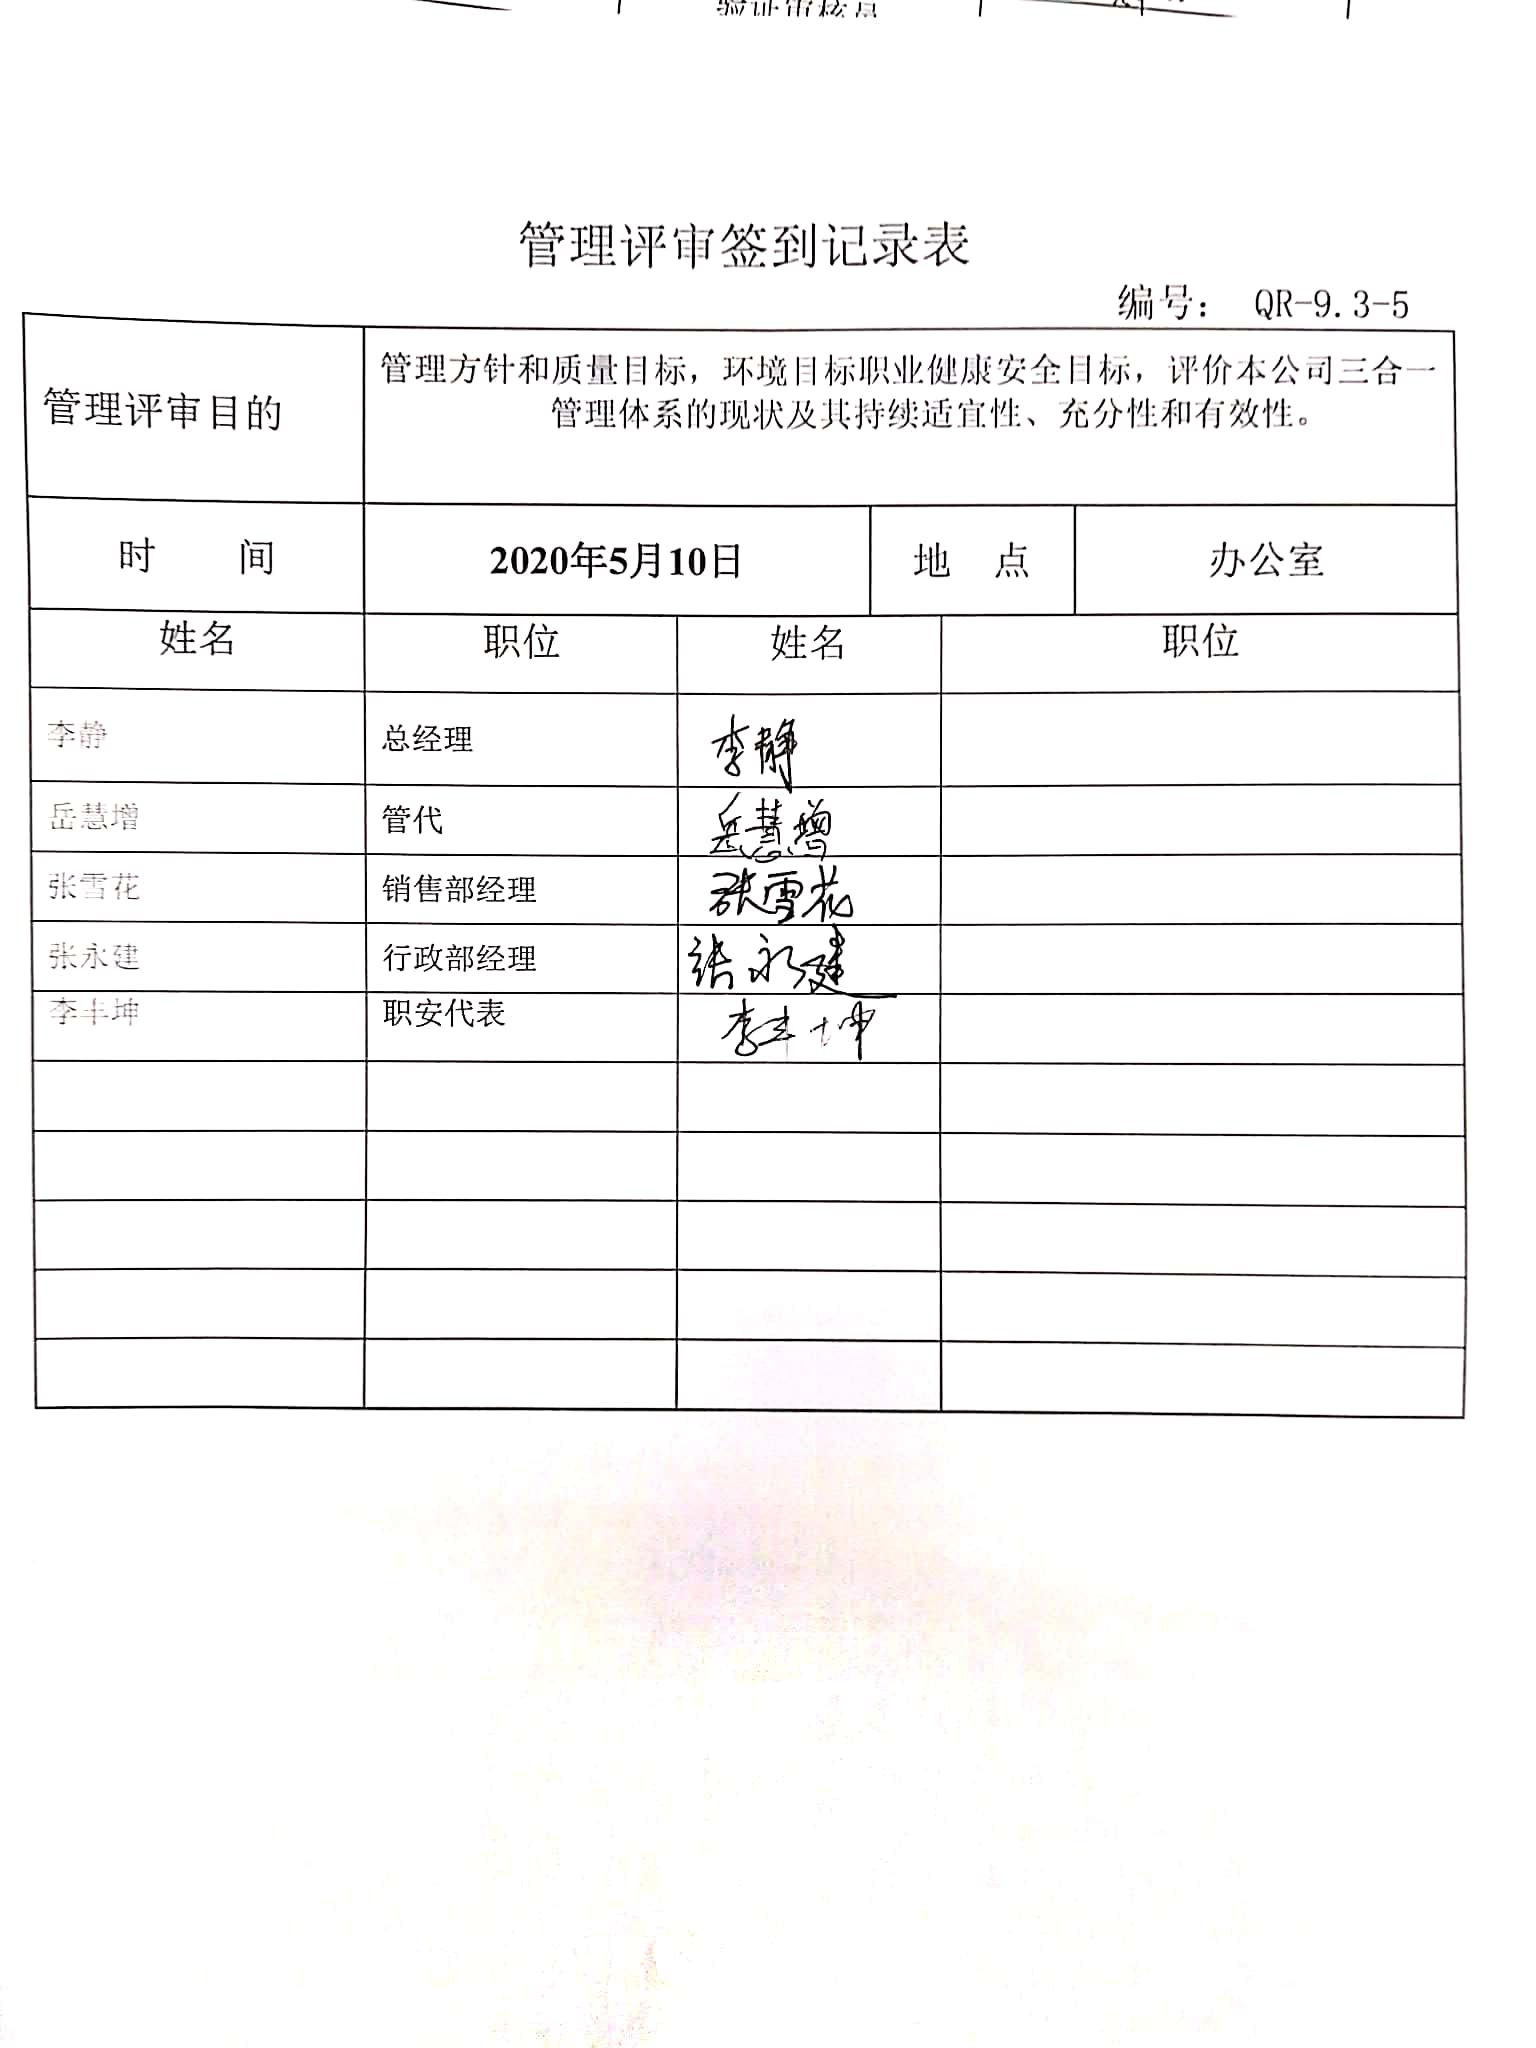 验证审核员
管理评审签到记录表
编号： QR-9.3-5
管理评审目的
管理方针和质量目标，环境目标职业健康安全目标，评价本公司三合一
管理体系的现状及其持续适宜性、充分性和有效性。
时 间 2020年5月10日 地 点 办公室
姓名 职位 姓名 职位
李静 总经理 李静
岳慧增 管代 岳慧增
张雪花 销售部经理 张雪花
张永建 行政部经理 张永建
李丰坤 职安代表 李丰坤